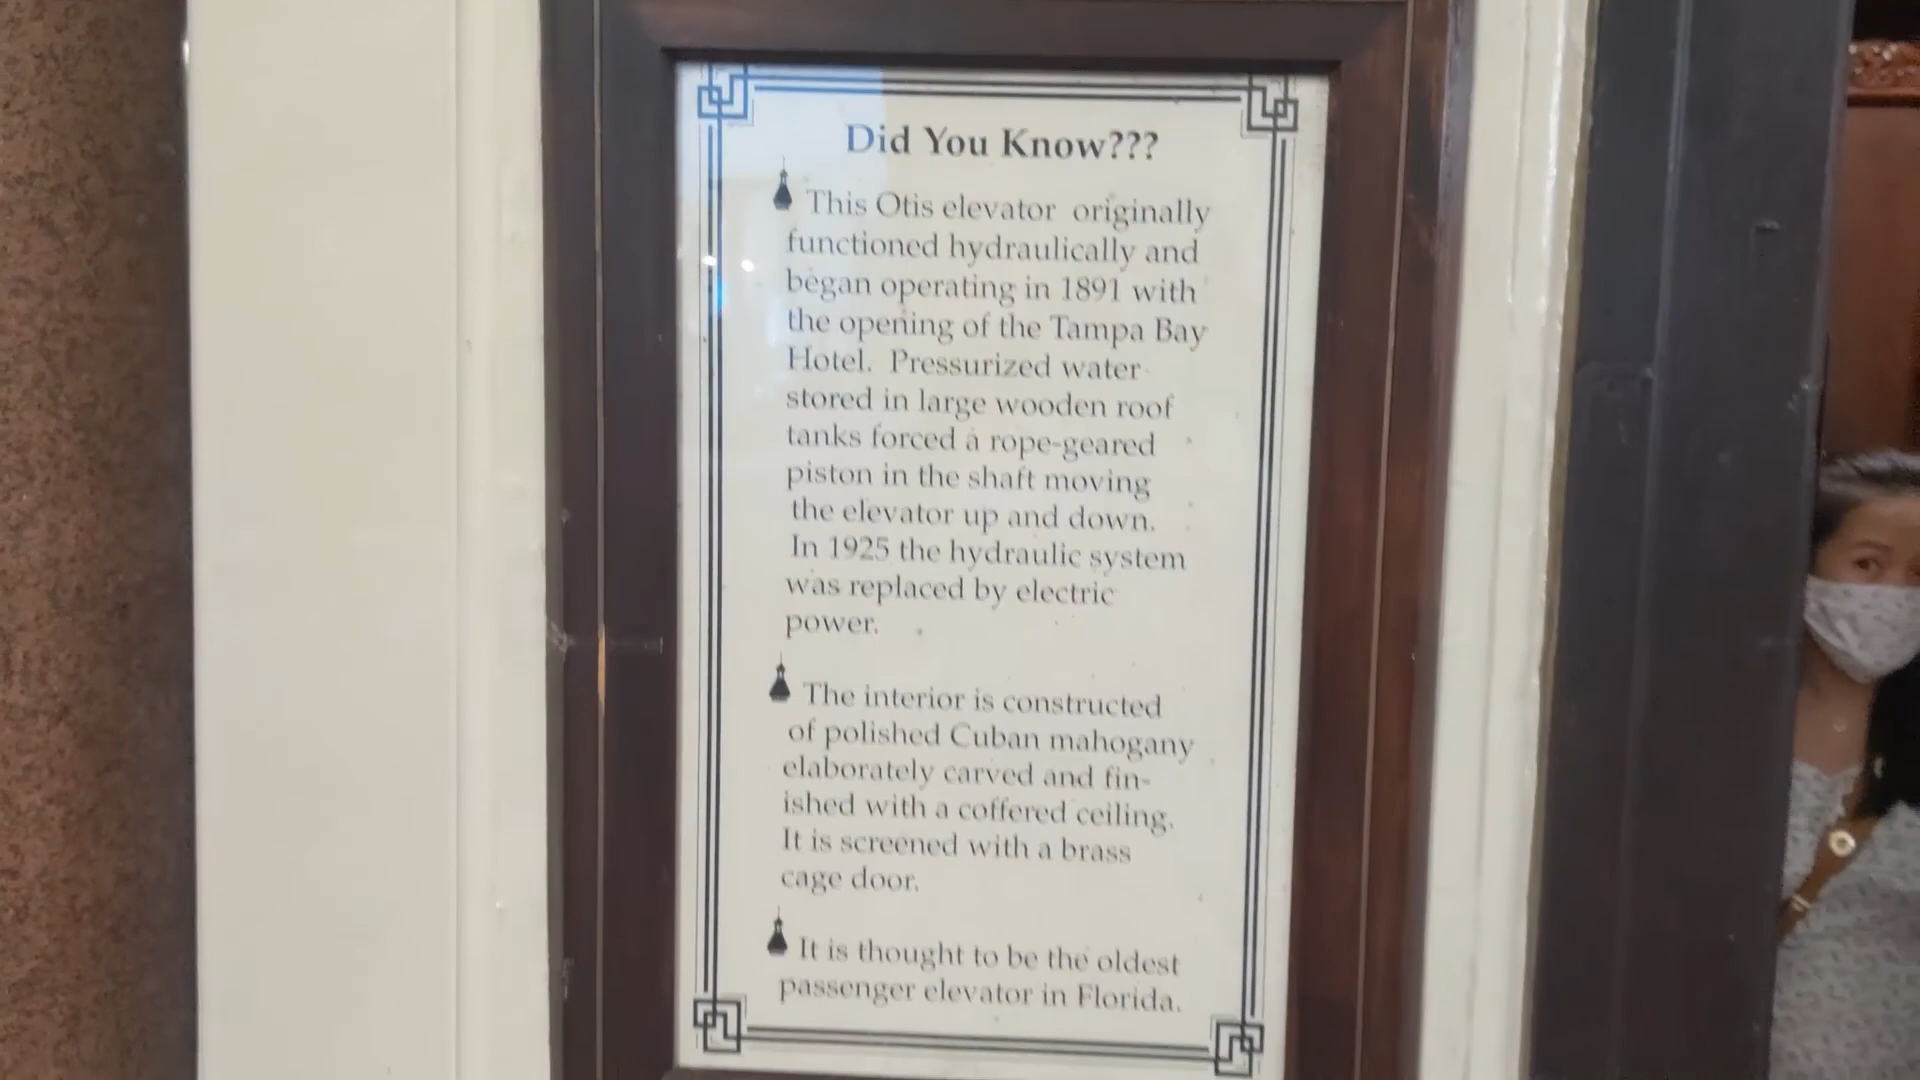 Did You Know???
This Otis elevator originally
functioned hydraulically and
began operating in 1891 with
the opening of the Tampa Bay
Hotel. Pressurized water
stored in large wooden roof
tanks forced a rope-geared
piston in the shaft moving
the elevator up and down.
In 1925 the hydraulic system
was replaced by electric
power.
The interior is constructed
of polished Cuban mahogany
elaborately carved and fin-
ished with a coffered ceiling.
It is screened with a brass
cage door.
It is thought to be the oldest
passenger elevator in Florida.